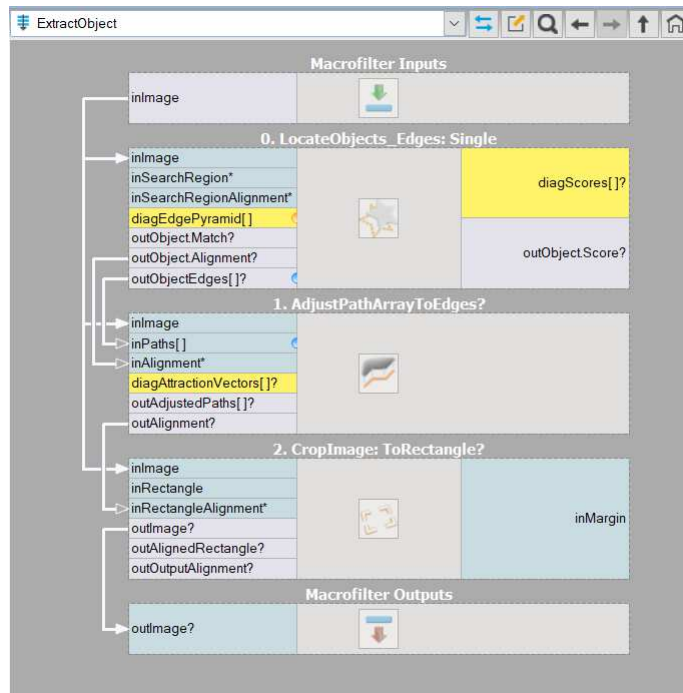 ExtractObject
Macrofilter Inputs
inImage
0. LocateObjects_Edges: Single
inImage
inSearchRegion*
inSearchRegionAlignment*
diagEdgePyramid[ ]
outObject.Match?
outObject.Alignment?
outObjectEdges[ ]?
diagScores[ ]?
outObject.Score?
1. AdjustPathArrayToEdges?
inImage
inPaths[ ]
inAlignment*
diagAttractionVectors[ ]?
outAdjustedPaths[ ]?
outAlignment?
2. CropImage: ToRectangle?
inImage
inRectangle
inRectangleAlignment*
outImage?
outAlignedRectangle?
outOutputAlignment?
inMargin
Macrofilter Outputs
outImage?